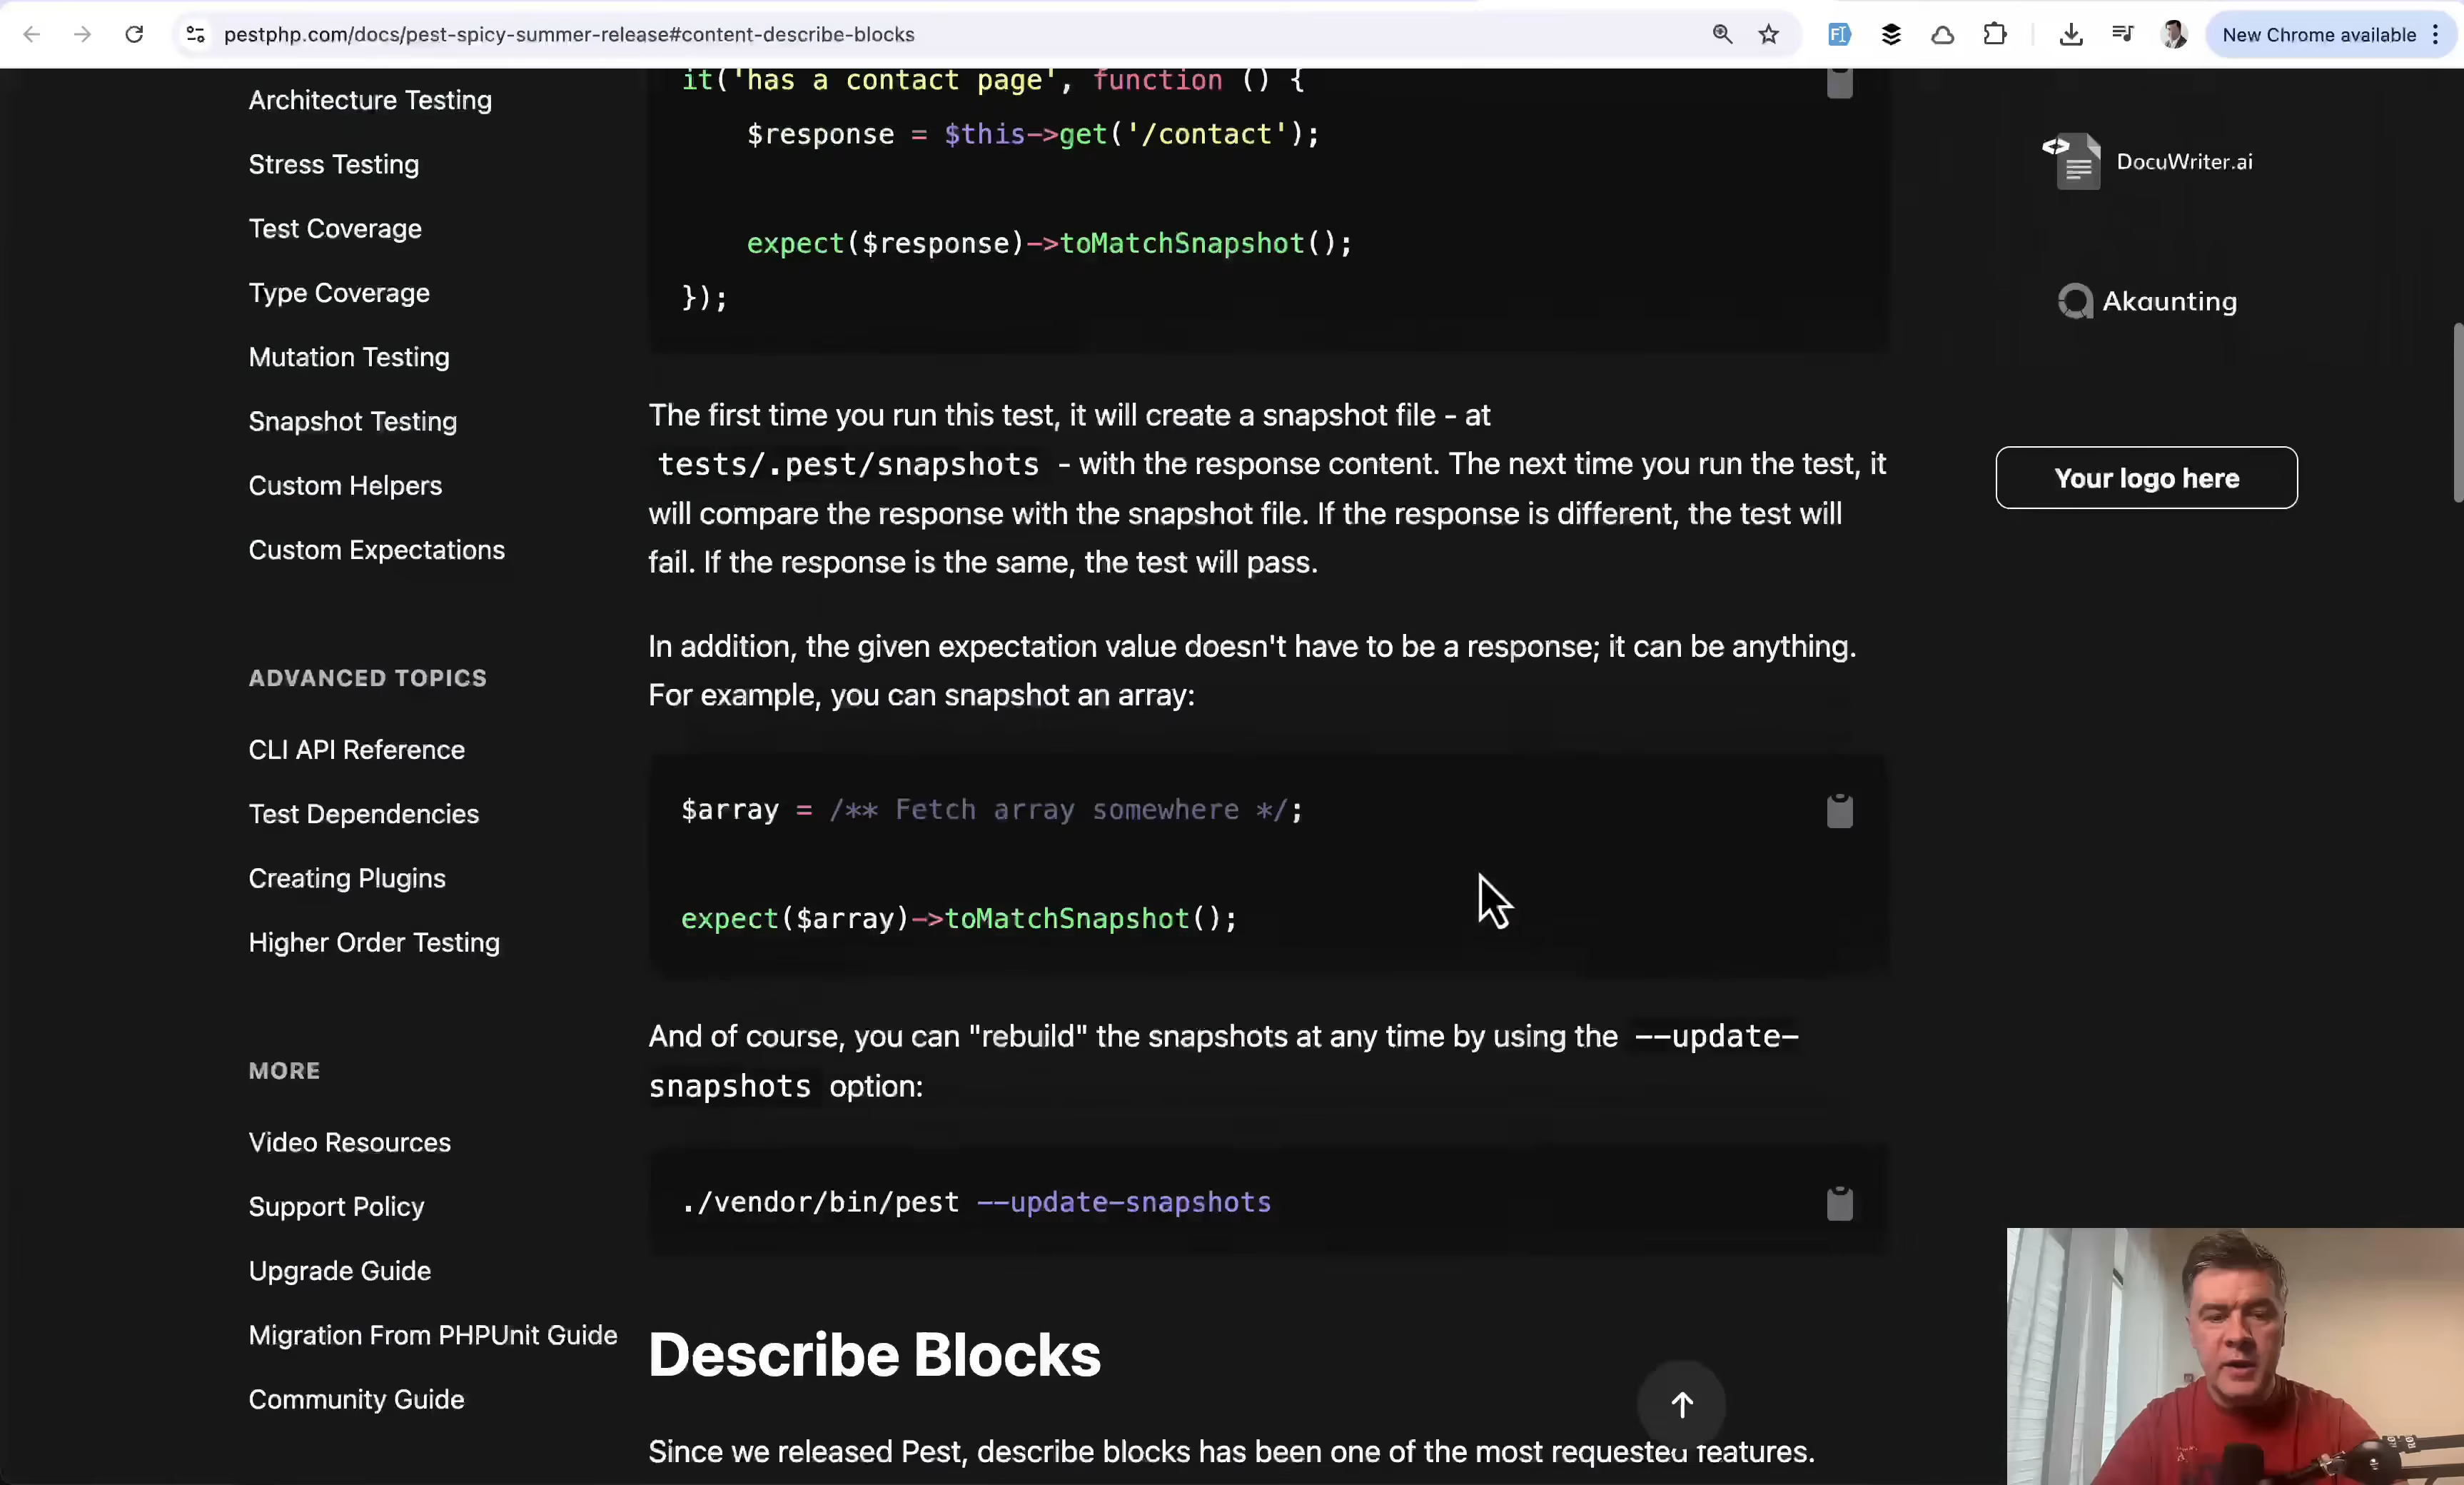 pestphp.com/docs/pest-spicy-summer-release#content-describe-blocks
New Chrome available
Architecture Testing
Stress Testing
Test Coverage
Type Coverage
Mutation Testing
Snapshot Testing
Custom Helpers
Custom Expectations
ADVANCED TOPICS
CLI API Reference
Test Dependencies
Creating Plugins
Higher Order Testing
MORE
Video Resources
Support Policy
Upgrade Guide
Migration From PHPUnit Guide
Community Guide
it('has a contact page', function () {
$response = $this->get('/contact');
expect($response)->toMatchSnapshot();
});
The first time you run this test, it will create a snapshot file - at
tests/.pest/snapshots - with the response content. The next time you run the test, it
will compare the response with the snapshot file. If the response is different, the test will
fail. If the response is the same, the test will pass.
In addition, the given expectation value doesn't have to be a response; it can be anything.
For example, you can snapshot an array:
$array = /** Fetch array somewhere */;
expect($array)->toMatchSnapshot();
And of course, you can "rebuild" the snapshots at any time by using the --update-
snapshots option:
./vendor/bin/pest --update-snapshots
Describe Blocks
Since we released Pest, describe blocks has been one of the most requested features.
<> DocuWriter.ai
Akaunting
Your logo here